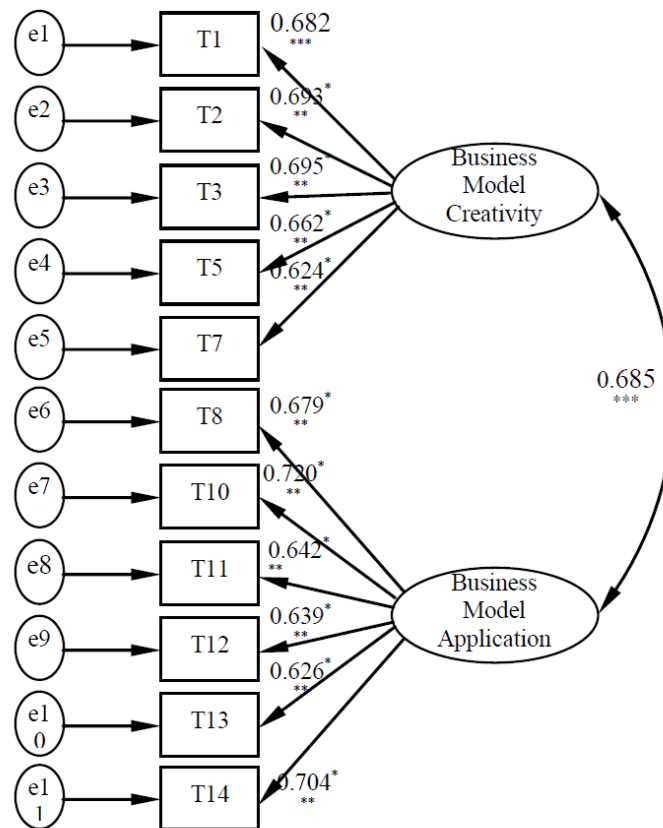 e1
T1
0.682
***
e2
T2
0.693*
**
e3
T3
0.695*
**
Business
Model
Creativity
e4
T5
0.662*
**
e5
T7
0.624*
**
0.685
***
e6
T8
0.679*
**
e7
T10
0.720*
**
e8
T11
0.642*
**
Business
Model
Application
e9
T12
0.639*
**
e1
0
T13
0.626*
**
e1
1
T14
0.704*
**